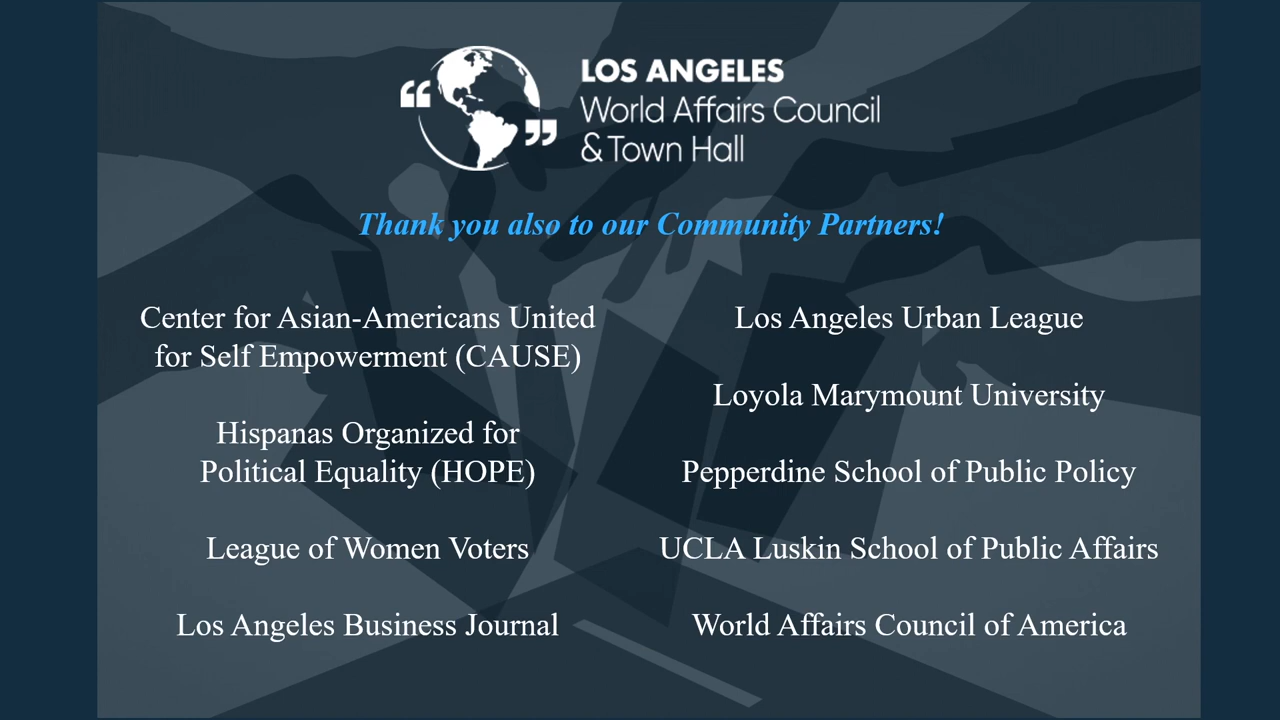 LOS ANGELES
World Affairs Council
& Town Hall
Thank you also to our Community Partners!
Center for Asian-Americans United
for Self Empowerment (CAUSE)
Hispanas Organized for
Political Equality (HOPE)
League of Women Voters
Los Angeles Business Journal
Los Angeles Urban League
Loyola Marymount University
Pepperdine School of Public Policy
UCLA Luskin School of Public Affairs
World Affairs Council of America